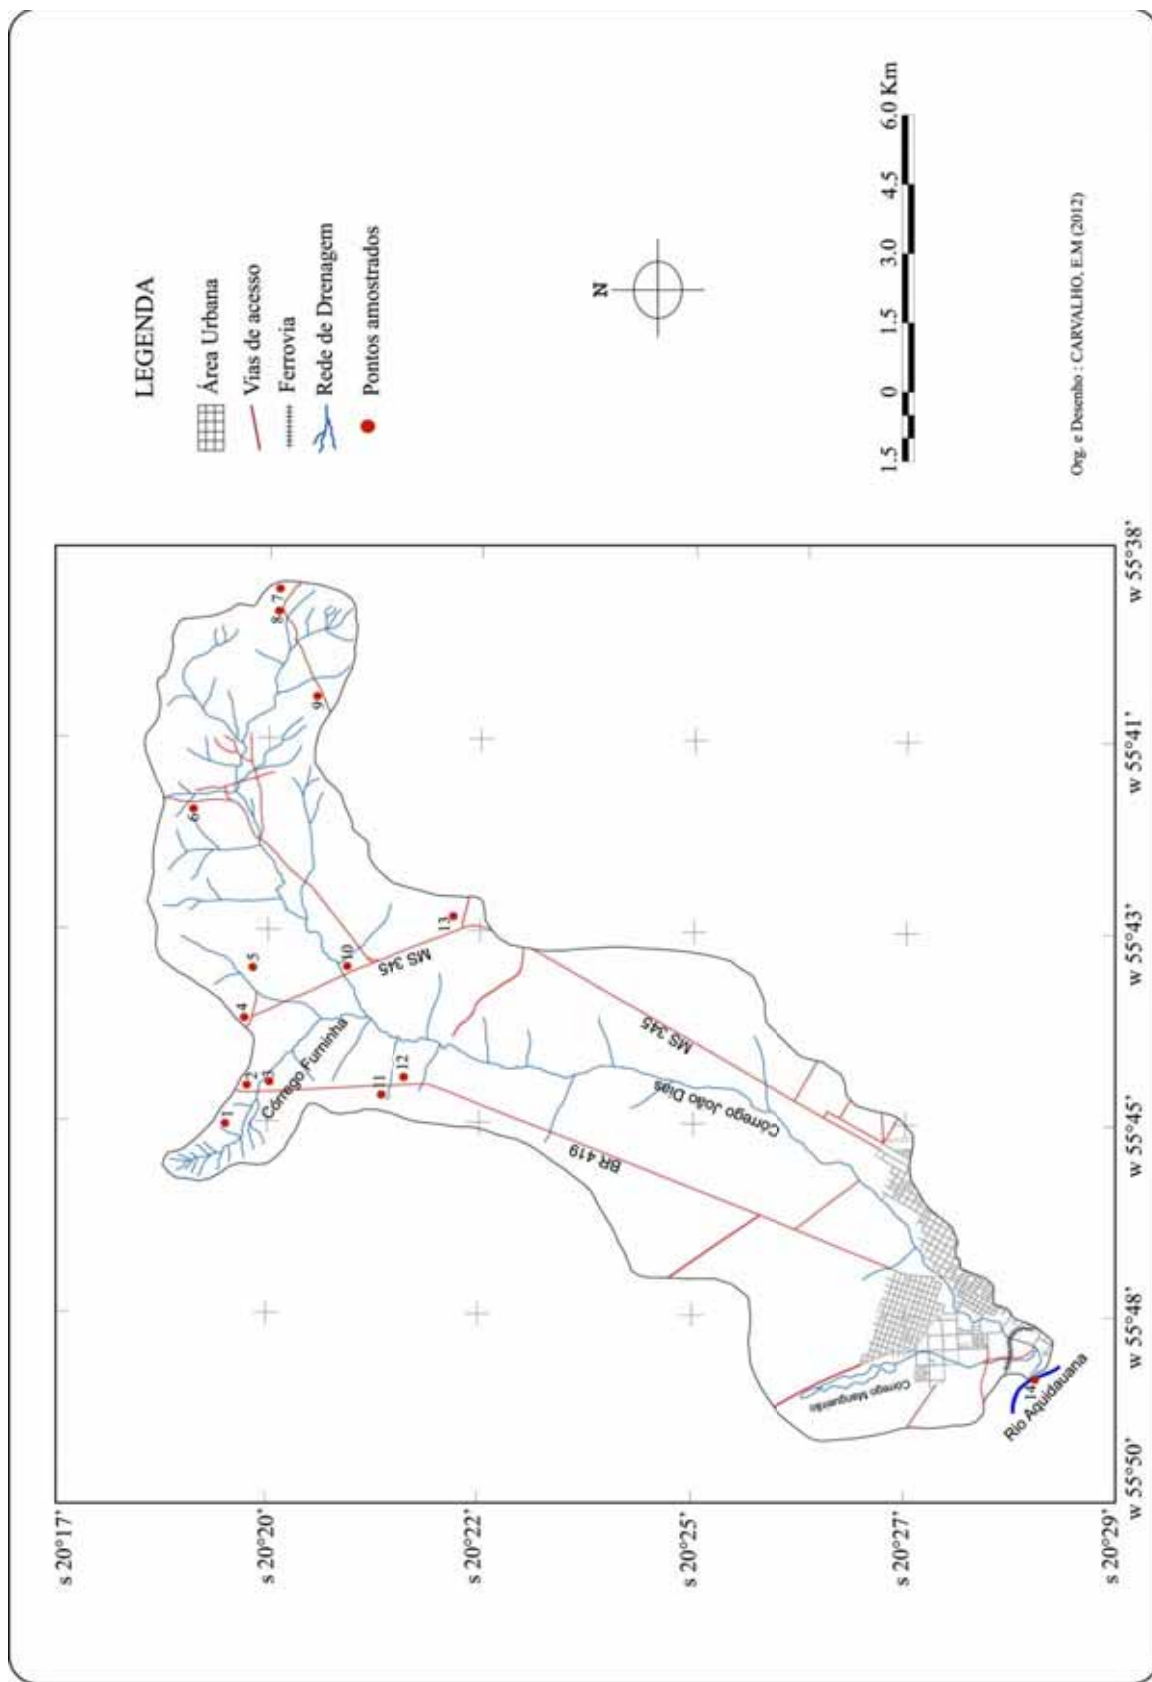 LEGENDA
Área Urbana
Vias de acesso
Ferrovia
Rede de Drenagem
Pontos amostrados
N
1.5 0 1.5 3.0 4.5 6.0 Km
Org. e Desenho : CARVALHO, E.M (2012)
s 20°17'
s 20°20'
s 20°22'
s 20°25'
s 20°27'
s 20°29'
w 55°50'
w 55°48'
w 55°45'
w 55°43'
w 55°41'
w 55°38'
1
2
3
4
5
6
7
8
9
10
11
12
13
14
Córrego Furninha
MS 345
MS 345
BR 419
Córrego João Dias
Córrego Manguerão
Rio Aquidauana